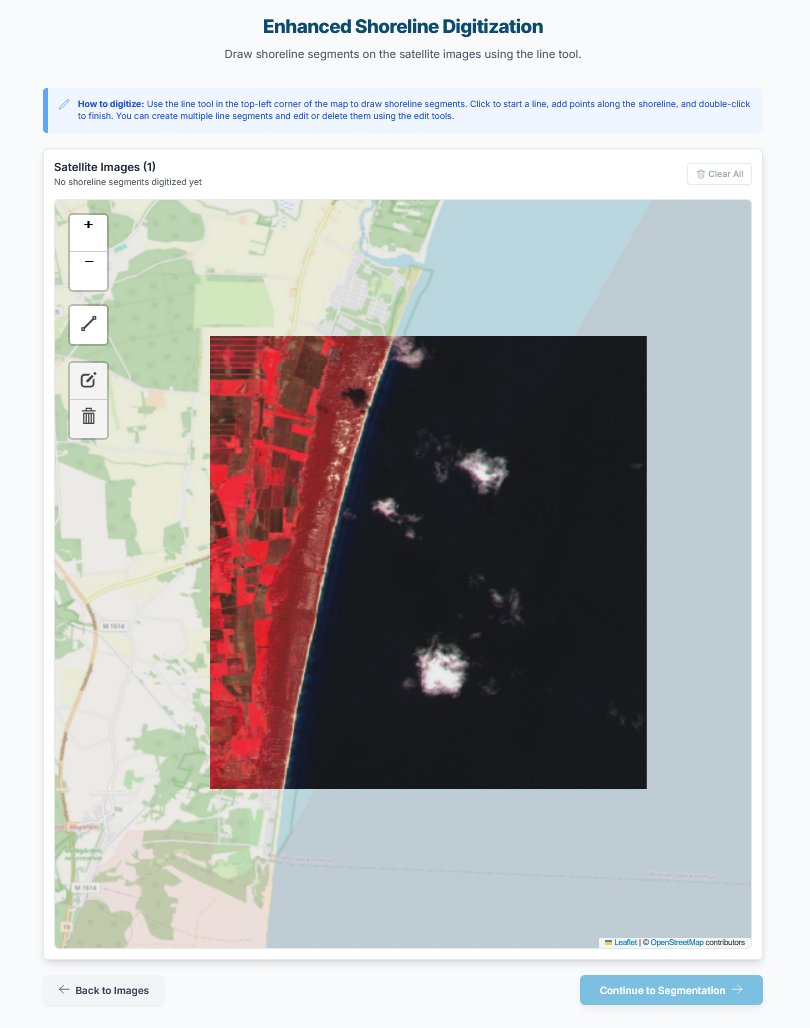 Enhanced Shoreline Digitization
Draw shoreline segments on the satellite images using the line tool.
How to digitize: Use the line tool in the top-left corner of the map to draw shoreline segments. Click to start a line, add points along the shoreline, and double-click
to finish. You can create multiple line segments and edit or delete them using the edit tools.
Satellite Images (1)
No shoreline segments digitized yet
Clear All
+
−
M 1614
M 1614
Leaflet | © OpenStreetMap contributors
← Back to Images
Continue to Segmentation →